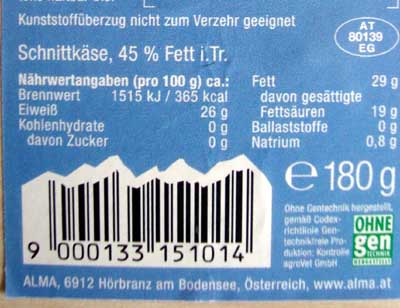 Kunststoffüberzug nicht zum Verzehr geeignet
AT
80139
EG
Schnittkäse, 45 % Fett i.Tr.
Nährwertangaben (pro 100 g) ca.:
Brennwert 1515 kJ / 365 kcal
Eiweiß 26 g
Kohlenhydrate 0 g
davon Zucker 0 g
Fett 29 g
davon gesättigte
Fettsäuren 19 g
Ballaststoffe 0 g
Natrium 0,8 g
e 180 g
Ohne Gentechnik hergestellt,
gemäß Codex-
richtlinie Gen-
technikfreie Pro-
duktion: Kontrolle
agroVet GmbH
OHNE
gen
TECHNIK
HERGESTELLT
9 000133 151014
ALMA, 6912 Hörbranz am Bodensee, Österreich, www.alma.at